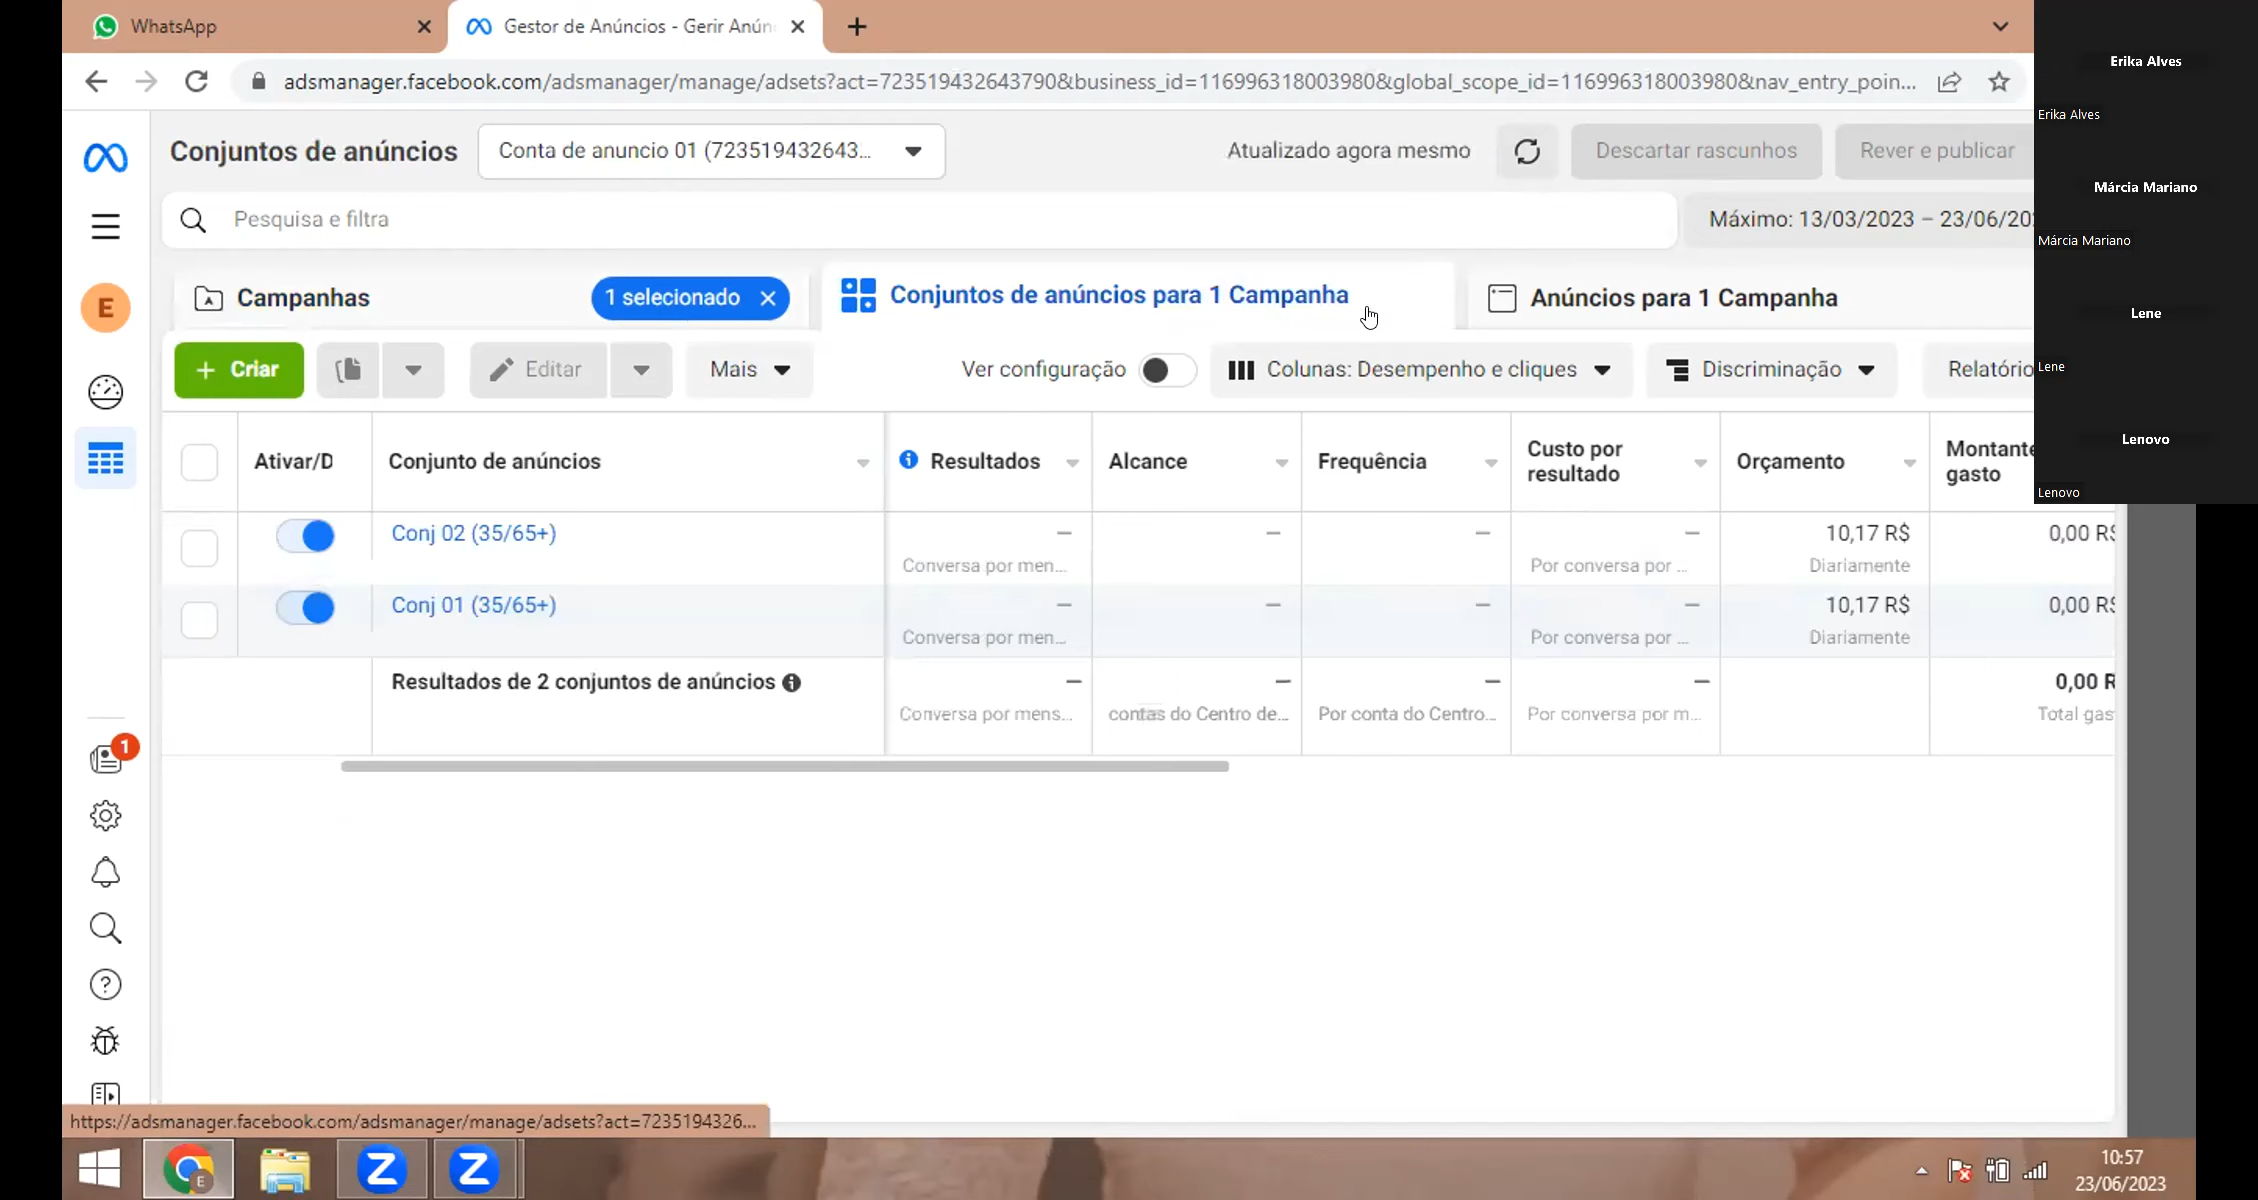 WhatsApp
Gestor de Anúncios - Gerir Anún
adsmanager.facebook.com/adsmanager/manage/adsets?act=723519432643790&business_id=116996318003980&global_scope_id=116996318003980&nav_entry_poin...
Erika Alves
Erika Alves
Márcia Mariano
Márcia Mariano
Lene
Lene
Lenovo
Lenovo
Conjuntos de anúncios
Conta de anuncio 01 (723519432643...
Atualizado agora mesmo
Descartar rascunhos
Rever e publicar
Pesquisa e filtra
Máximo: 13/03/2023 – 23/06/20
E
Campanhas
1 selecionado
Conjuntos de anúncios para 1 Campanha
Anúncios para 1 Campanha
+ Criar
Editar
Mais
Ver configuração
Colunas: Desempenho e cliques
Discriminação
Relatório
Ativar/D
Conjunto de anúncios
Resultados
Alcance
Frequência
Custo por
resultado
Orçamento
Montante
gasto
Conj 02 (35/65+)
—
—
—
—
10,17 R$
0,00 R$
Conversa por men...
Por conversa por ...
Diariamente
Conj 01 (35/65+)
—
—
—
—
10,17 R$
0,00 R$
Conversa por men...
Por conversa por ...
Diariamente
Resultados de 2 conjuntos de anúncios
—
—
—
—
0,00 R
Conversa por mens...
contas do Centro de...
Por conta do Centro...
Por conversa por m...
Total gas
1
https://adsmanager.facebook.com/adsmanager/manage/adsets?act=7235194326...
E
10:57
23/06/2023